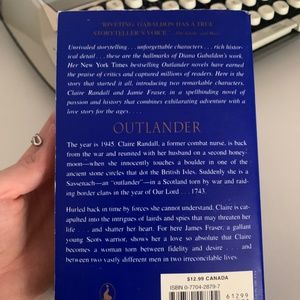 "RIVETING. GABALDON HAS A TRUE
STORYTELLER'S VOICE."
Unrivaled storytelling . . . unforgettable characters . . . rich histor-
ical detail . . . these are the hallmarks of Diana Gabaldon's work.
Her New York Times bestselling Outlander novels have earned the
praise of critics and captured millions of readers. Here is the story
that started it all, introducing two remarkable characters,
Claire Randall and Jamie Fraser, in a spellbinding novel
of passion and history that combines exhilarating adventure with a
love story for the ages. . . .
OUTLANDER
The year is 1945. Claire Randall, a former combat nurse, is
back from the war and reunited with her husband on a second honey-
moon—when she innocently touches a boulder in one of the
ancient stone circles that dot the British Isles. Suddenly she is a
Sassenach—an "outlander"—in a Scotland torn by war and raid-
ing border clans in the year of Our Lord . . . 1743.
Hurled back in time by forces she cannot understand, Claire is cat-
apulted into the intrigues of lairds and spies that may threaten her
life . . . and shatter her heart. For here James Fraser, a
gallant young Scots warrior, shows her a love so absolute that Claire
becomes a woman torn between fidelity and desire . . . and
between two vastly different men in two irreconcilable lives.
$12.99 CANADA
ISBN 0-7704-2879-7
61299